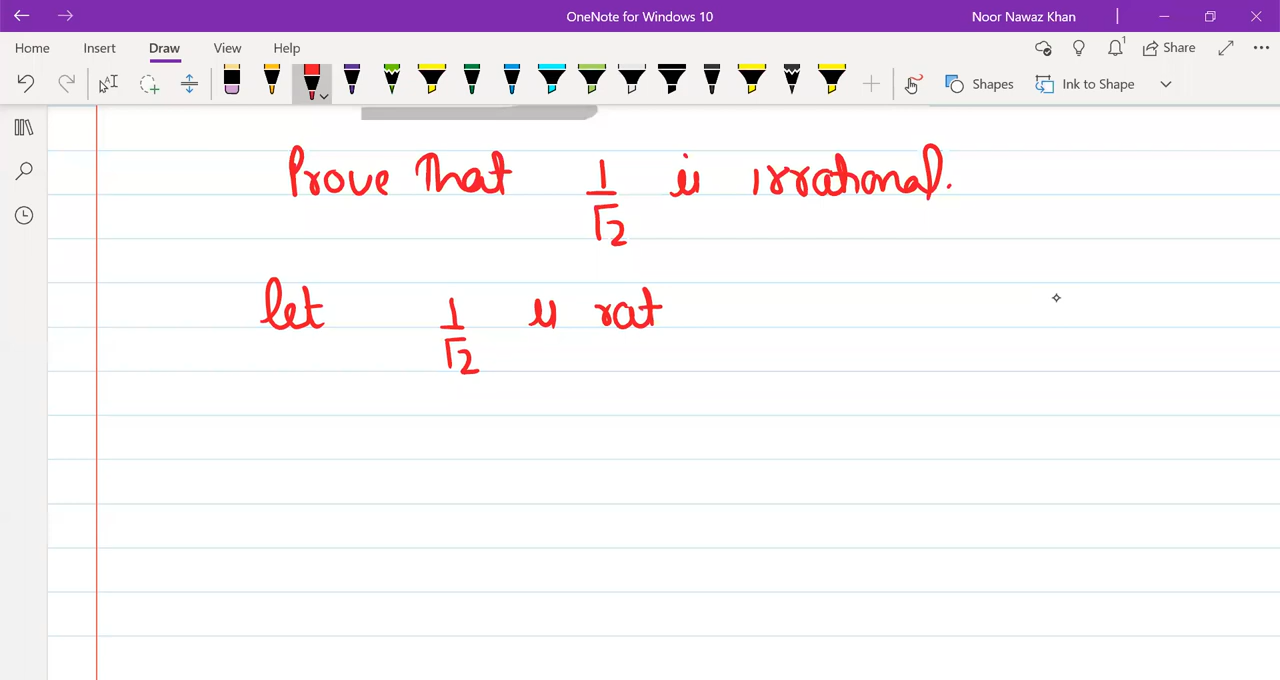 OneNote for Windows 10
Noor Nawaz Khan
Home Insert Draw View Help
1
Share
Shapes
Ink to Shape
Prove that 1/√2 is irrational.
let 1/√2 is rat